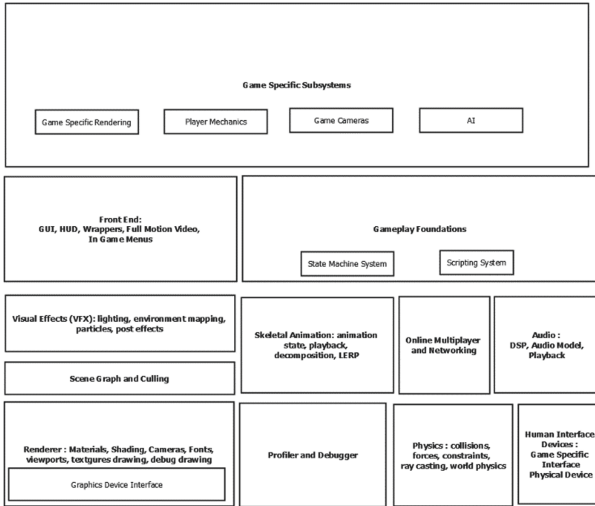 Game Specific Subsystems
Game Specific Rendering
Player Mechanics
Game Cameras
AI
Front End:
GUI, HUD, Wrappers, Full Motion Video,
In Game Menus
Gameplay Foundations
State Machine System
Scripting System
Visual Effects (VFX): lighting, environment mapping,
particles, post effects
Skeletal Animation: animation
state, playback,
decomposition, LERP
Online Multiplayer
and Networking
Audio :
DSP, Audio Model,
Playback
Scene Graph and Culling
Renderer : Materials, Shading, Cameras, Fonts,
viewports, textgures drawing, debug drawing
Graphics Device Interface
Profiler and Debugger
Physics : collisions,
forces, constraints,
ray casting, world physics
Human Interface
Devices :
Game Specific
Interface
Physical Device